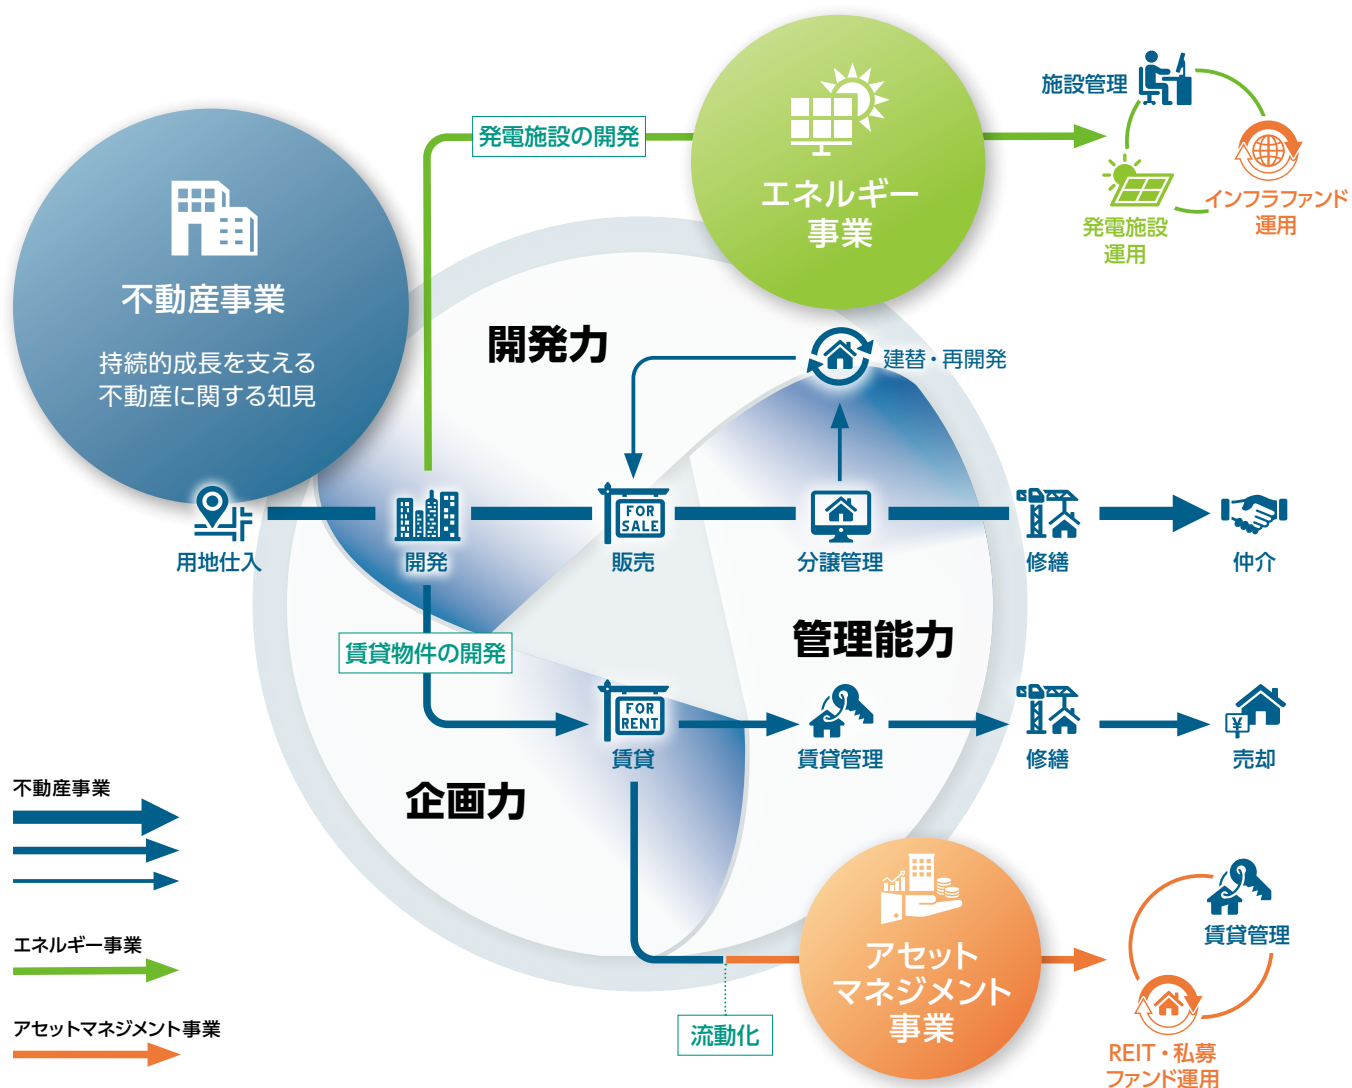 施設管理
発電施設の開発
エネルギー
事業
インフラファンド
運用
発電施設
運用
不動産事業
持続的成長を支える
不動産に関する知見
開発力
建替・再開発
FOR
SALE
用地仕入
開発
販売
分譲管理
修繕
仲介
賃貸物件の開発
管理能力
FOR
RENT
¥
賃貸
賃貸管理
修繕
売却
企画力
不動産事業
エネルギー事業
アセットマネジメント事業
アセット
マネジメント
事業
流動化
賃貸管理
REIT・私募
ファンド運用